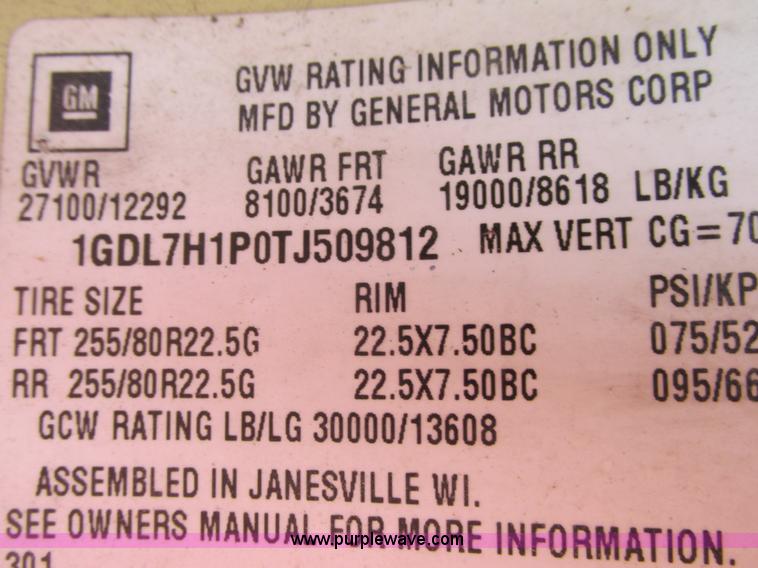 GM
GVW RATING INFORMATION ONLY
MFD BY GENERAL MOTORS CORP
GVWR GAWR FRT GAWR RR
27100/12292 8100/3674 19000/8618 LB/KG
1GDL7H1P0TJ509812 MAX VERT CG=70
TIRE SIZE RIM PSI/KP
FRT 255/80R22.5G 22.5X7.50BC 075/52
RR 255/80R22.5G 22.5X7.50BC 095/66
GCW RATING LB/LG 30000/13608
ASSEMBLED IN JANESVILLE WI.
SEE OWNERS MANUAL FOR MORE INFORMATION.
www.purplewave.com
301